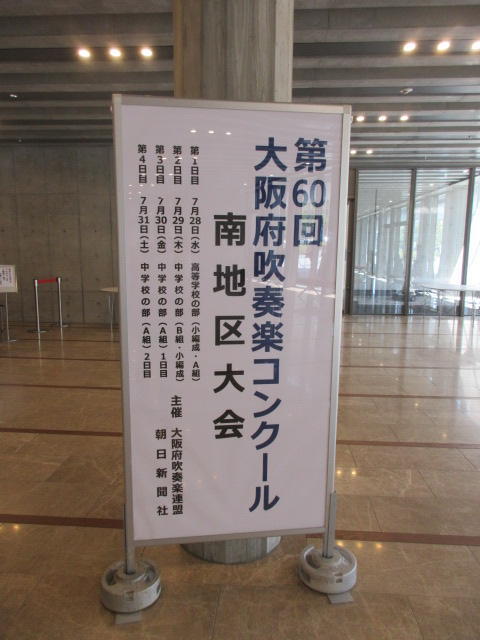 第60回
大阪府吹奏楽コンクール
南地区大会
第1日目 7月28日(水) 高等学校の部(小編成・A組)
第2日目 7月29日(木) 中学校の部(B組・小編成)
第3日目 7月30日(金) 中学校の部(A組)1日目
第4日目 7月31日(土) 中学校の部(A組)2日目
主催 大阪府吹奏楽連盟
朝日新聞社